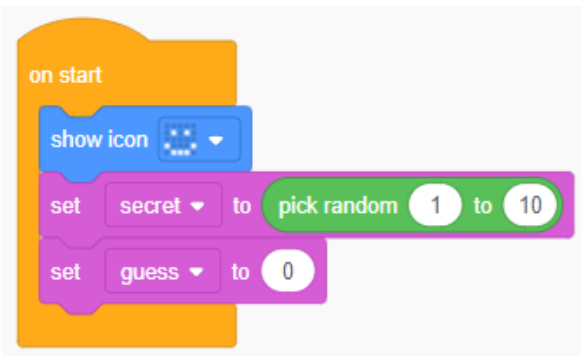 on start
show icon
set secret to pick random 1 to 10
set guess to 0